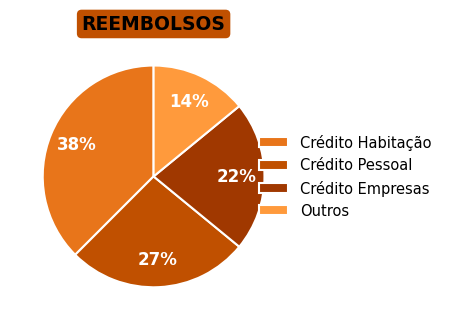 REEMBOLSOS
14%
38%
22%
27%
Crédito Habitação
Crédito Pessoal
Crédito Empresas
Outros